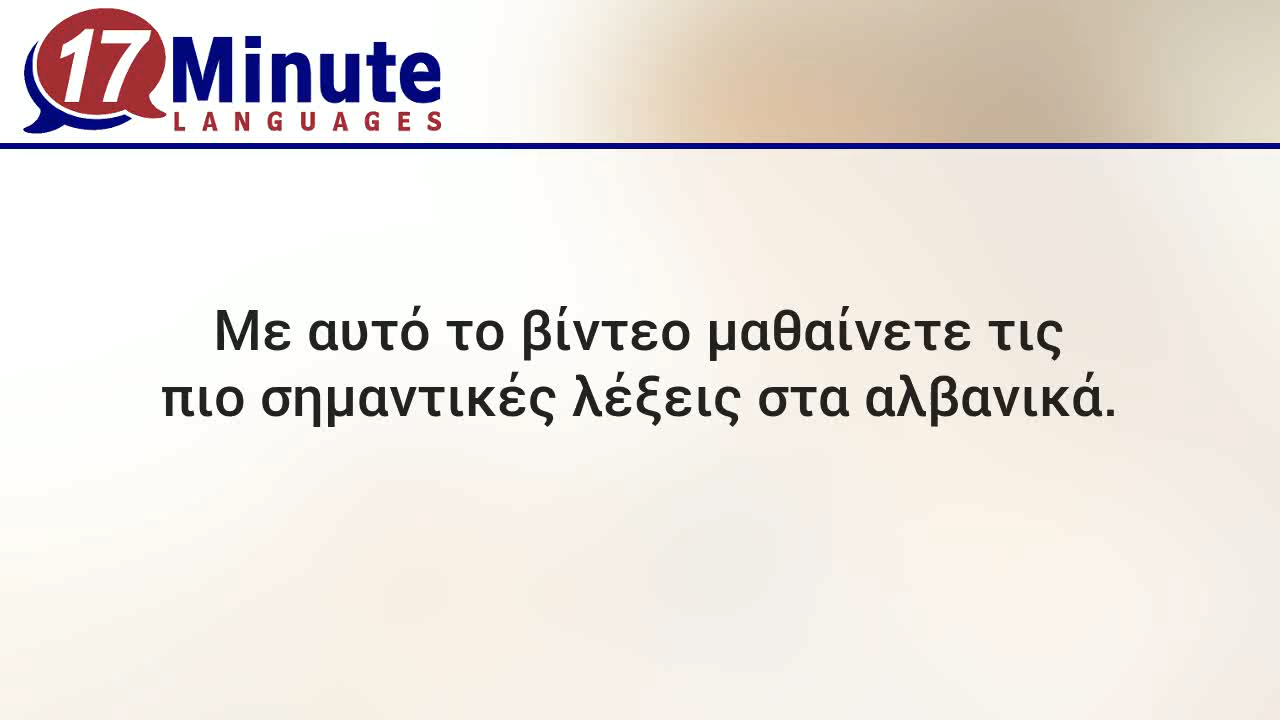 17 Minute
LANGUAGES
Με αυτό το βίντεο μαθαίνετε τις
πιο σημαντικές λέξεις στα αλβανικά.